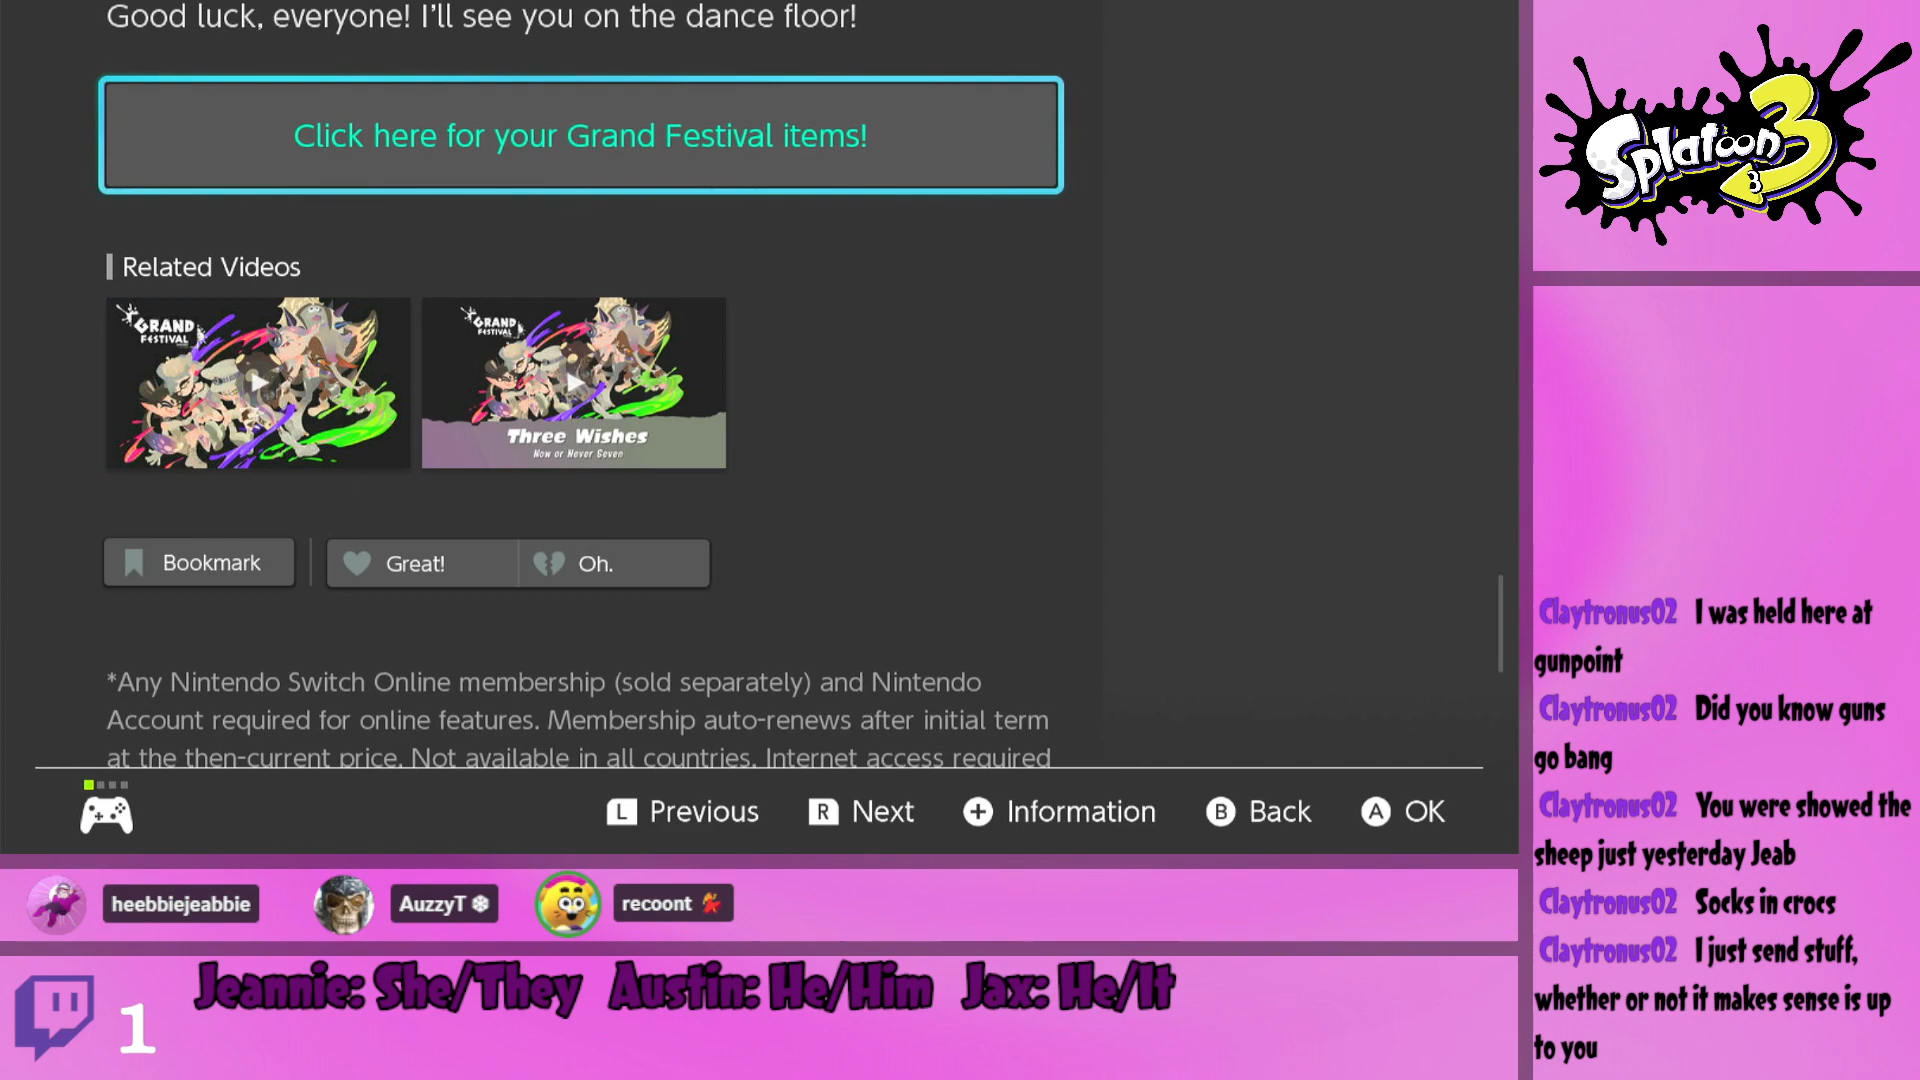 Good luck, everyone! I'll see you on the dance floor!
Click here for your Grand Festival items!
Related Videos
GRAND
FESTIVAL
GRAND
FESTIVAL
Three Wishes
Now or Never Seven
Bookmark
Great!
Oh.
*Any Nintendo Switch Online membership (sold separately) and Nintendo
Account required for online features. Membership auto-renews after initial term
at the then-current price. Not available in all countries. Internet access required
L Previous
R Next
+ Information
B Back
A OK
heebbiejeabbie
AuzzyT
recoont
Jeannie: She/They Austin: He/Him Jax: He/It
1
Splatoon
3
Claytronus02 I was held here at
gunpoint
Claytronus02 Did you know guns
go bang
Claytronus02 You were showed the
sheep just yesterday Jeab
Claytronus02 Socks in crocs
Claytronus02 I just send stuff,
whether or not it makes sense is up
to you